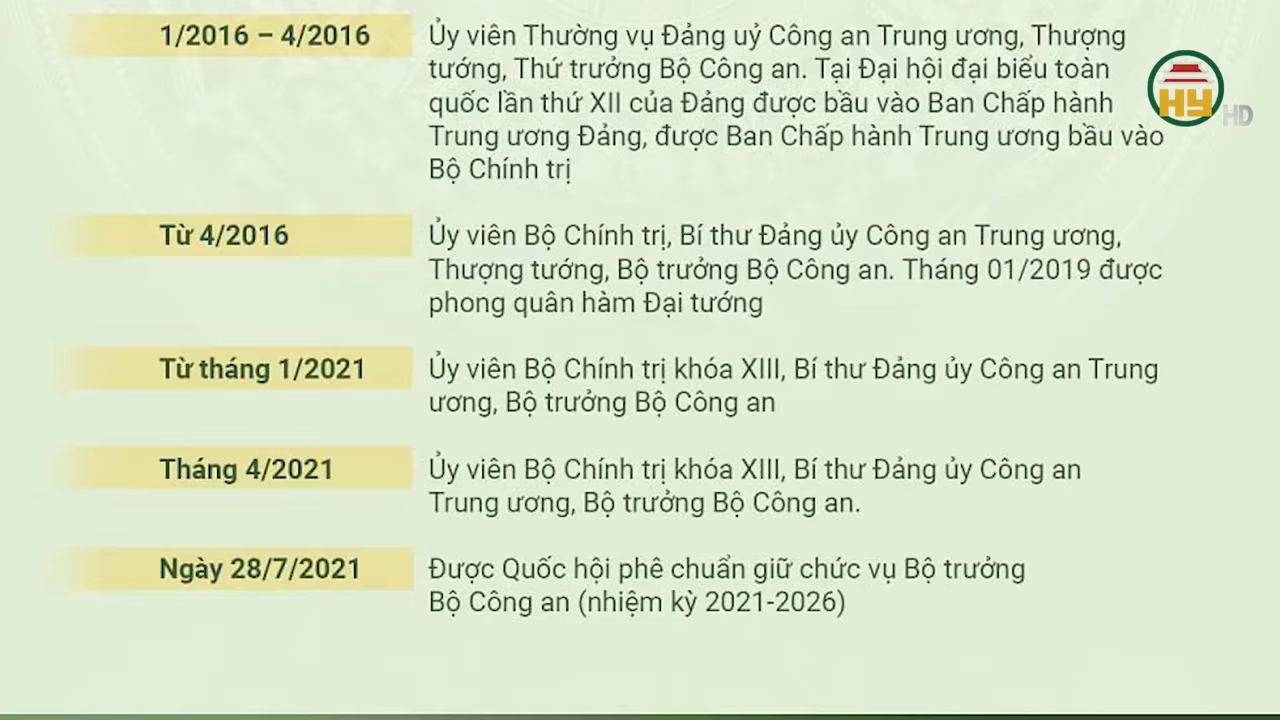 1/2016 – 4/2016
Ủy viên Thường vụ Đảng uỷ Công an Trung ương, Thượng
tướng, Thứ trưởng Bộ Công an. Tại Đại hội đại biểu toàn
quốc lần thứ XII của Đảng được bầu vào Ban Chấp hành
Trung ương Đảng, được Ban Chấp hành Trung ương bầu vào
Bộ Chính trị
HY HD
Từ 4/2016
Ủy viên Bộ Chính trị, Bí thư Đảng ủy Công an Trung ương,
Thượng tướng, Bộ trưởng Bộ Công an. Tháng 01/2019 được
phong quân hàm Đại tướng
Từ tháng 1/2021
Ủy viên Bộ Chính trị khóa XIII, Bí thư Đảng ủy Công an Trung
ương, Bộ trưởng Bộ Công an
Tháng 4/2021
Ủy viên Bộ Chính trị khóa XIII, Bí thư Đảng ủy Công an
Trung ương, Bộ trưởng Bộ Công an.
Ngày 28/7/2021
Được Quốc hội phê chuẩn giữ chức vụ Bộ trưởng
Bộ Công an (nhiệm kỳ 2021-2026)